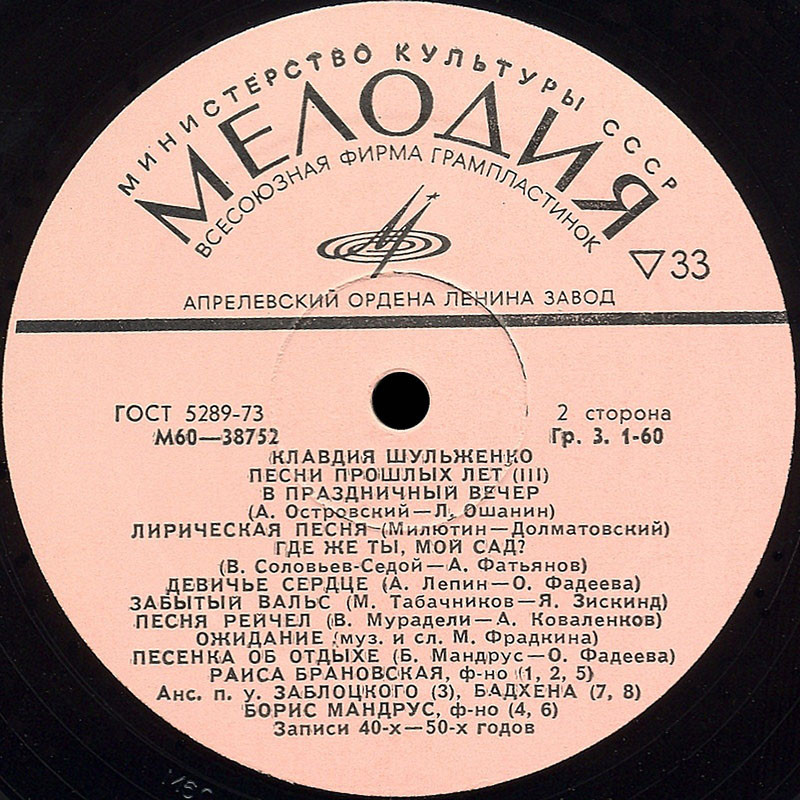 МИНИСТЕРСТВО КУЛЬТУРЫ СССР
МЕЛОДИЯ
ВСЕСОЮЗНАЯ ФИРМА ГРАМПЛАСТИНОК
▽33
АПРЕЛЕВСКИЙ ОРДЕНА ЛЕНИНА ЗАВОД
ГОСТ 5289-73
2 сторона
М60—38752
Гр. 3. 1-60
КЛАВДИЯ ШУЛЬЖЕНКО
ПЕСНИ ПРОШЛЫХ ЛЕТ (III)
В ПРАЗДНИЧНЫЙ ВЕЧЕР
(А. Островский—Л. Ошанин)
ЛИРИЧЕСКАЯ ПЕСНЯ (Милютин—Долматовский)
ГДЕ ЖЕ ТЫ, МОЙ САД?
(В. Соловьев-Седой—А. Фатьянов)
ДЕВИЧЬЕ СЕРДЦЕ (А. Лепин—О. Фадеева)
ЗАБЫТЫЙ ВАЛЬС (М. Табачников—Я. Зискинд)
ПЕСНЯ РЕЙЧЕЛ (В. Мурадели—А. Коваленков)
ОЖИДАНИЕ (муз. и сл. М. Фрадкина)
ПЕСЕНКА ОБ ОТДЫХЕ (Б. Мандрус—О. Фадеева)
РАИСА БРАНОВСКАЯ, ф-но (1, 2, 5)
Анс. п. у. ЗАБЛОЦКОГО (3), БАДХЕНА (7, 8)
БОРИС МАНДРУС, ф-но (4, 6)
Записи 40-х—50-х годов